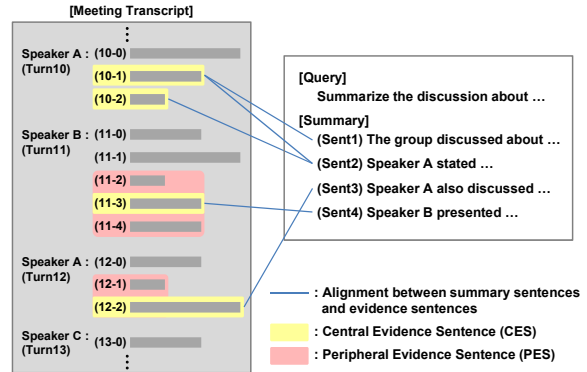 [Meeting Transcript]
⋮
Speaker A : (10-0)
(Turn10)
(10-1)
(10-2)
Speaker B : (11-0)
(Turn11)
(11-1)
(11-2)
(11-3)
(11-4)
Speaker A : (12-0)
(Turn12)
(12-1)
(12-2)
Speaker C : (13-0)
(Turn13)
⋮
[Query]
Summarize the discussion about …
[Summary]
(Sent1) The group discussed about …
(Sent2) Speaker A stated …
(Sent3) Speaker A also discussed …
(Sent4) Speaker B presented …
: Alignment between summary sentences
and evidence sentences
: Central Evidence Sentence (CES)
: Peripheral Evidence Sentence (PES)